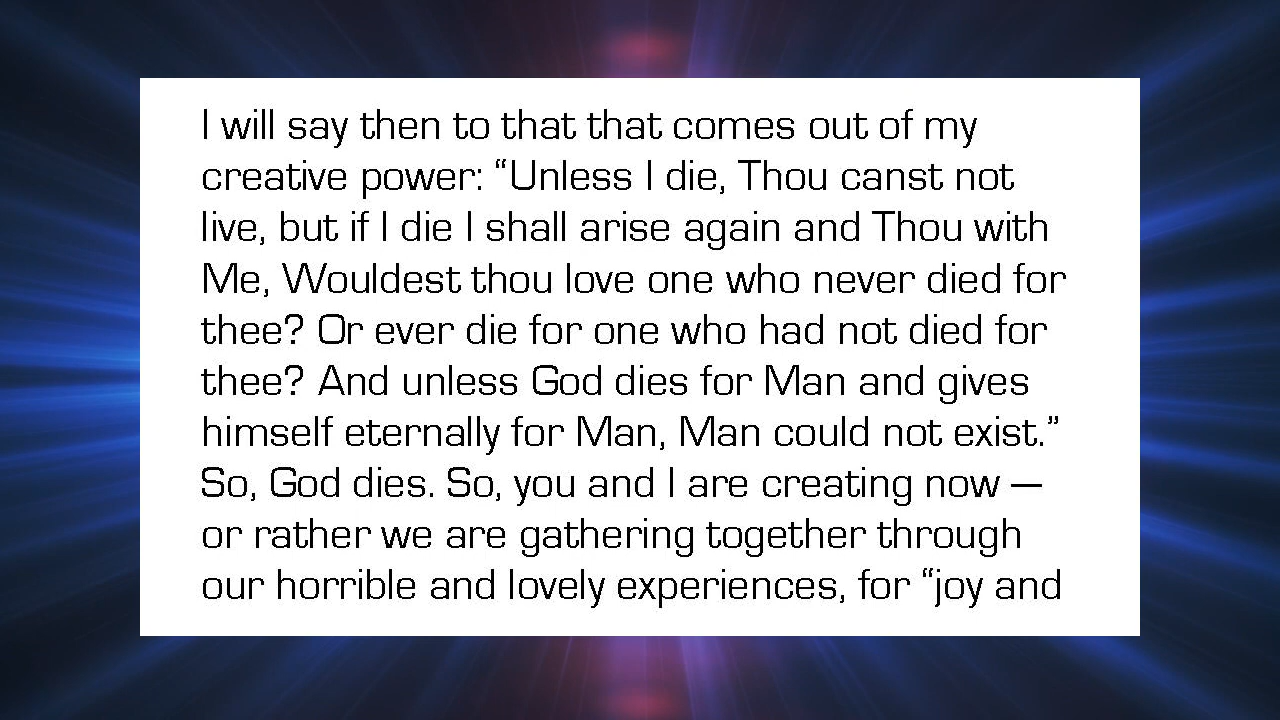 I will say then to that that comes out of my
creative power: “Unless I die, Thou canst not
live, but if I die I shall arise again and Thou with
Me, Wouldest thou love one who never died for
thee? Or ever die for one who had not died for
thee? And unless God dies for Man and gives
himself eternally for Man, Man could not exist.”
So, God dies. So, you and I are creating now —
or rather we are gathering together through
our horrible and lovely experiences, for “joy and